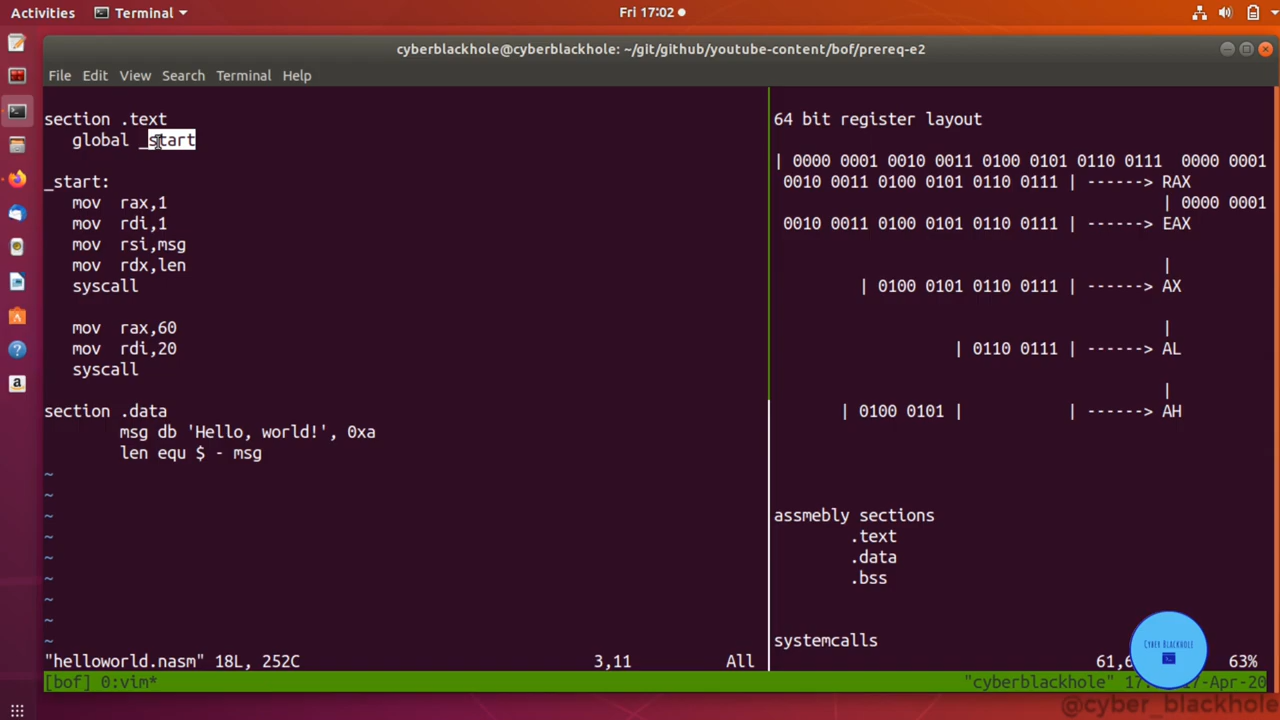 Activities Terminal Fri 17:02
cyberblackhole@cyberblackhole: ~/git/github/youtube-content/bof/prereq-e2
File Edit View Search Terminal Help
section .text
global _start
_start:
mov rax,1
mov rdi,1
mov rsi,msg
mov rdx,len
syscall
mov rax,60
mov rdi,20
syscall
section .data
msg db 'Hello, world!', 0xa
len equ $ - msg
~
~
~
~
~
~
~
~
~
"helloworld.nasm" 18L, 252C 3,11 All
64 bit register layout
| 0000 0001 0010 0011 0100 0101 0110 0111 0000 0001
0010 0011 0100 0101 0110 0111 | ------> RAX
| 0000 0001
0010 0011 0100 0101 0110 0111 | ------> EAX
|
| 0100 0101 0110 0111 | ------> AX
|
| 0110 0111 | ------> AL
|
| 0100 0101 | | ------> AH
assmebly sections
.text
.data
.bss
systemcalls
63%
CYBER BLACKHOLE
[bof] 0:vim* "cyberblackhole"
@cyber_blackhole